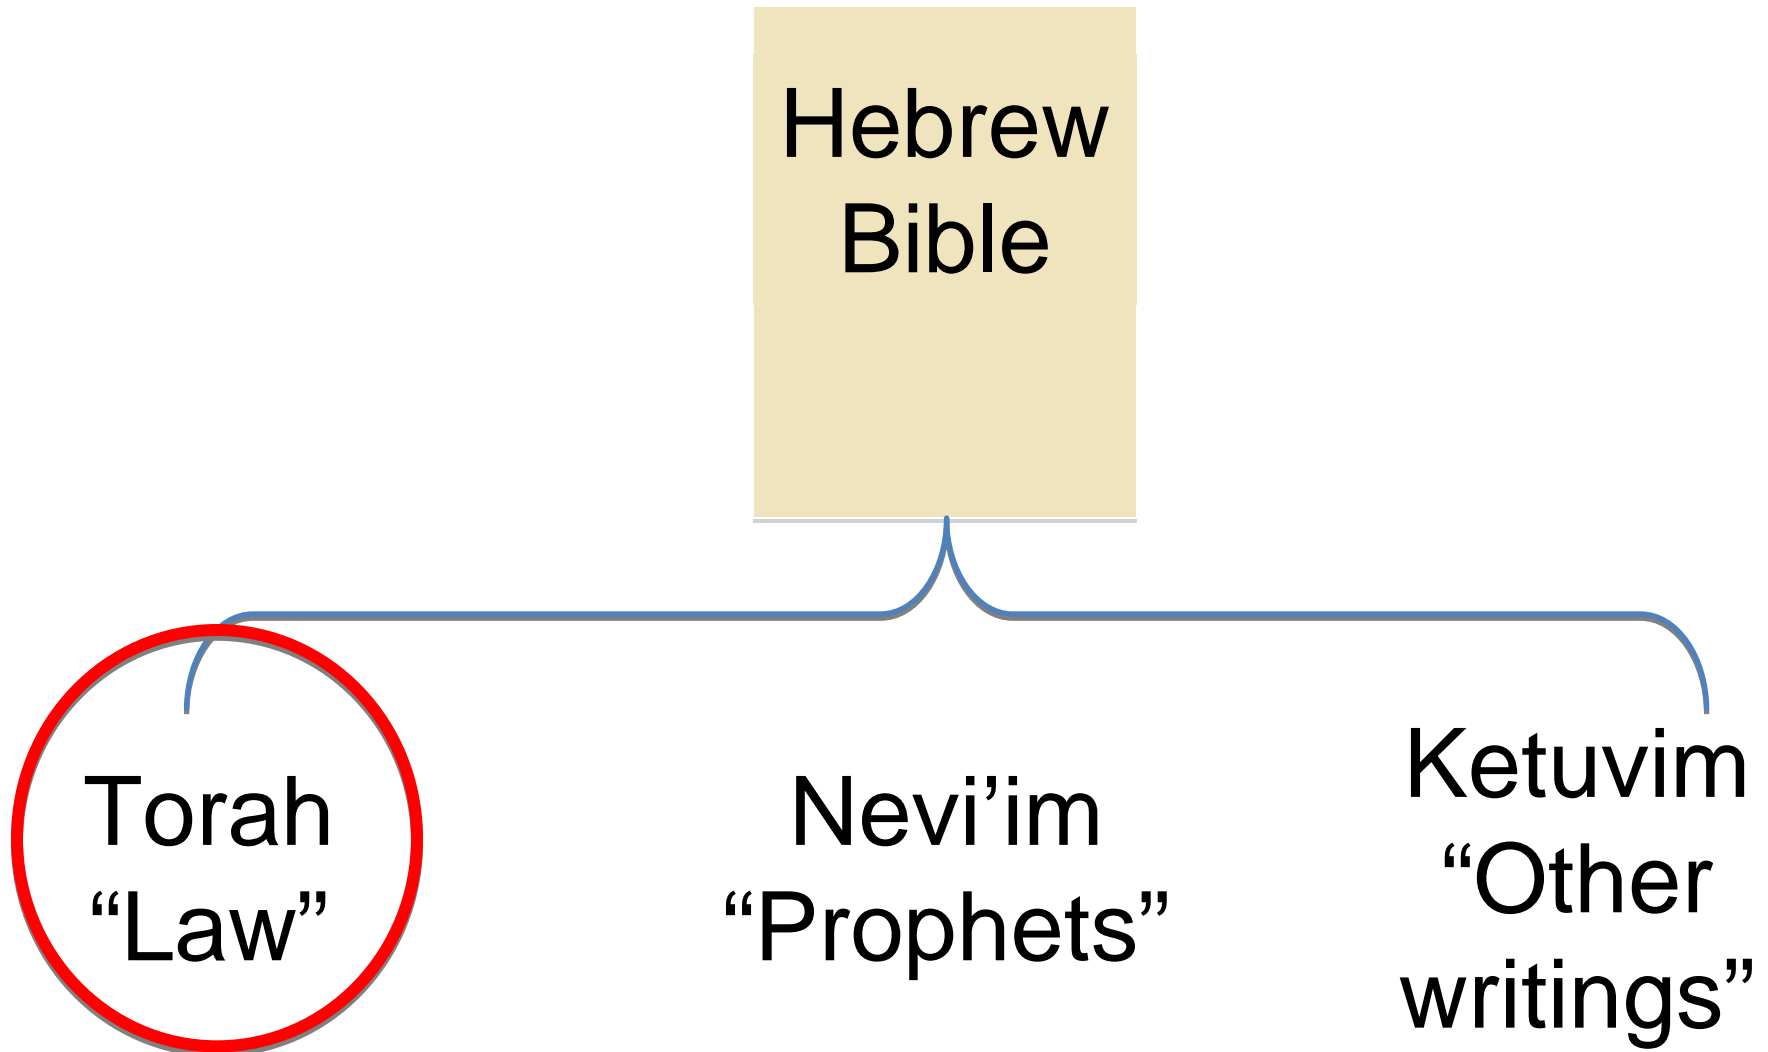 Hebrew
Bible
Torah
“Law”
Nevi’im
“Prophets”
Ketuvim
“Other
writings”